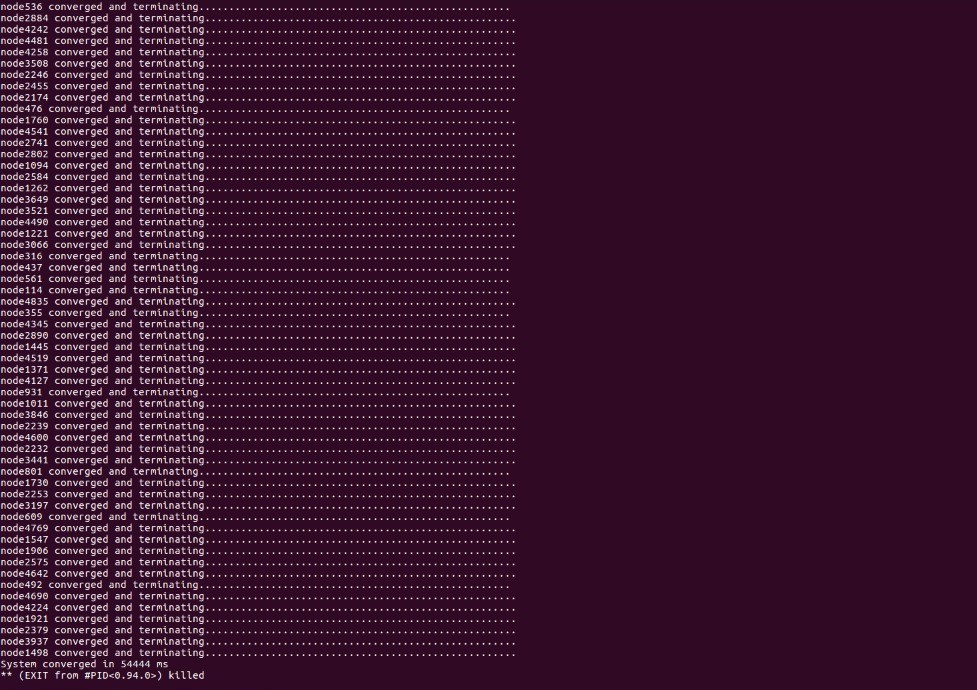 node536 converged and terminating....................................................
node2884 converged and terminating....................................................
node4242 converged and terminating....................................................
node4481 converged and terminating....................................................
node4258 converged and terminating....................................................
node3508 converged and terminating....................................................
node2246 converged and terminating....................................................
node2455 converged and terminating....................................................
node2174 converged and terminating....................................................
node476 converged and terminating....................................................
node1760 converged and terminating....................................................
node4541 converged and terminating....................................................
node2741 converged and terminating....................................................
node2802 converged and terminating....................................................
node1094 converged and terminating....................................................
node2584 converged and terminating....................................................
node1262 converged and terminating....................................................
node3649 converged and terminating....................................................
node3521 converged and terminating....................................................
node4490 converged and terminating....................................................
node1221 converged and terminating....................................................
node3066 converged and terminating....................................................
node316 converged and terminating....................................................
node437 converged and terminating....................................................
node561 converged and terminating....................................................
node114 converged and terminating....................................................
node4835 converged and terminating....................................................
node355 converged and terminating....................................................
node4345 converged and terminating....................................................
node2890 converged and terminating....................................................
node1445 converged and terminating....................................................
node4519 converged and terminating....................................................
node1371 converged and terminating....................................................
node4127 converged and terminating....................................................
node931 converged and terminating....................................................
node1011 converged and terminating....................................................
node3846 converged and terminating....................................................
node2239 converged and terminating....................................................
node4600 converged and terminating....................................................
node2232 converged and terminating....................................................
node3441 converged and terminating....................................................
node801 converged and terminating....................................................
node1730 converged and terminating....................................................
node2253 converged and terminating....................................................
node3197 converged and terminating....................................................
node609 converged and terminating....................................................
node4769 converged and terminating....................................................
node1547 converged and terminating....................................................
node1906 converged and terminating....................................................
node2575 converged and terminating....................................................
node4642 converged and terminating....................................................
node492 converged and terminating....................................................
node4690 converged and terminating....................................................
node4224 converged and terminating....................................................
node1921 converged and terminating....................................................
node2379 converged and terminating....................................................
node3937 converged and terminating....................................................
node1498 converged and terminating....................................................
System converged in 54444 ms
** (EXIT from #PID<0.94.0>) killed